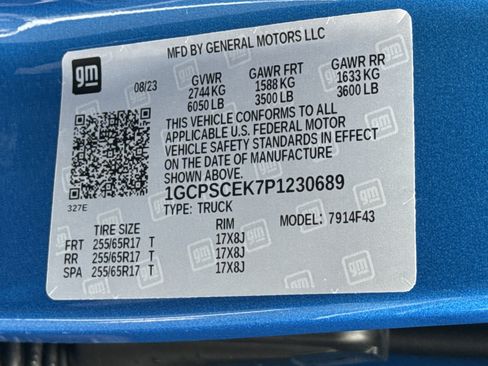 MFD BY GENERAL MOTORS LLC
gm
08/23
GVWR GAWR FRT GAWR RR
2744 KG 1588 KG 1633 KG
6050 LB 3500 LB 3600 LB
THIS VEHICLE CONFORMS TO ALL
APPLICABLE U.S. FEDERAL MOTOR
VEHICLE SAFETY STANDARDS IN EFFECT
ON THE DATE OF MANUFACTURE SHOWN ABOVE.
1GCPSCEK7P1230689
327E
TYPE: TRUCK
MODEL: 7914F43
TIRE SIZE RIM
FRT 255/65R17 T 17X8J
RR 255/65R17 T 17X8J
SPA 255/65R17 T 17X8J